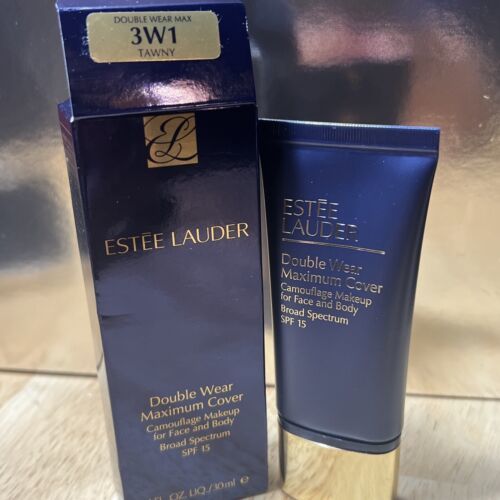 DOUBLE WEAR MAX
3W1
TAWNY
ESTĒE LAUDER
Double Wear
Maximum Cover
Camouflage Makeup
for Face and Body
Broad Spectrum
SPF 15
FL. OZ. LIQ./30ml e
ESTĒE
LAUDER
Double Wear
Maximum Cover
Camouflage Makeup
for Face and Body
Broad Spectrum
SPF 15